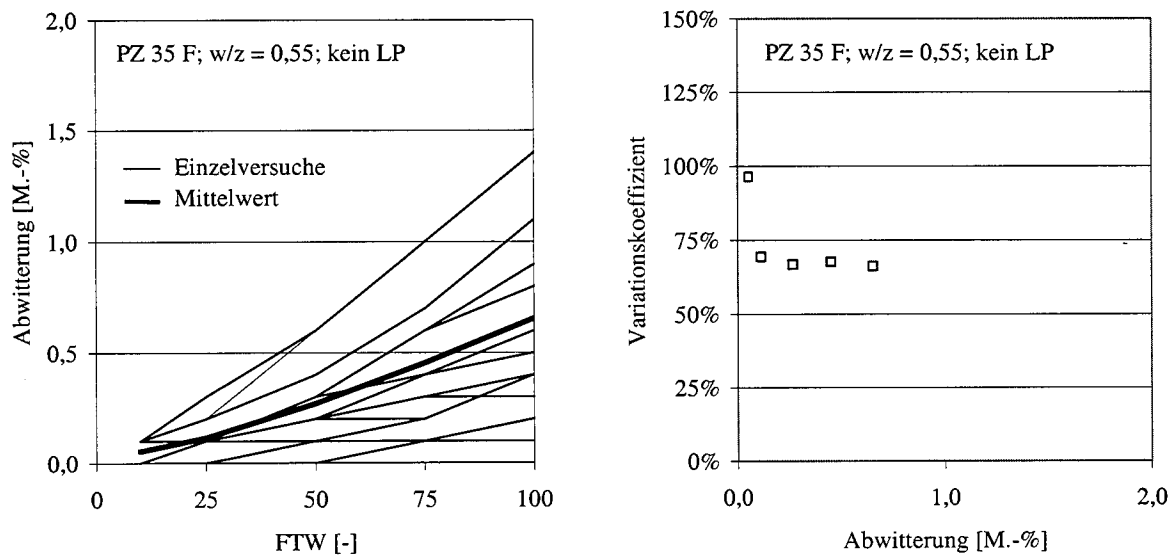 2,0
PZ 35 F; w/z = 0,55; kein LP
1,5
Einzelversuche
Mittelwert
1,0
0,5
0,0
0 25 50 75 100
FTW [-]
Abwitterung [M.-%]
150%
PZ 35 F; w/z = 0,55; kein LP
125%
100%
75%
50%
25%
0%
0,0 1,0 2,0
Abwitterung [M.-%]
Variationskoeffizient